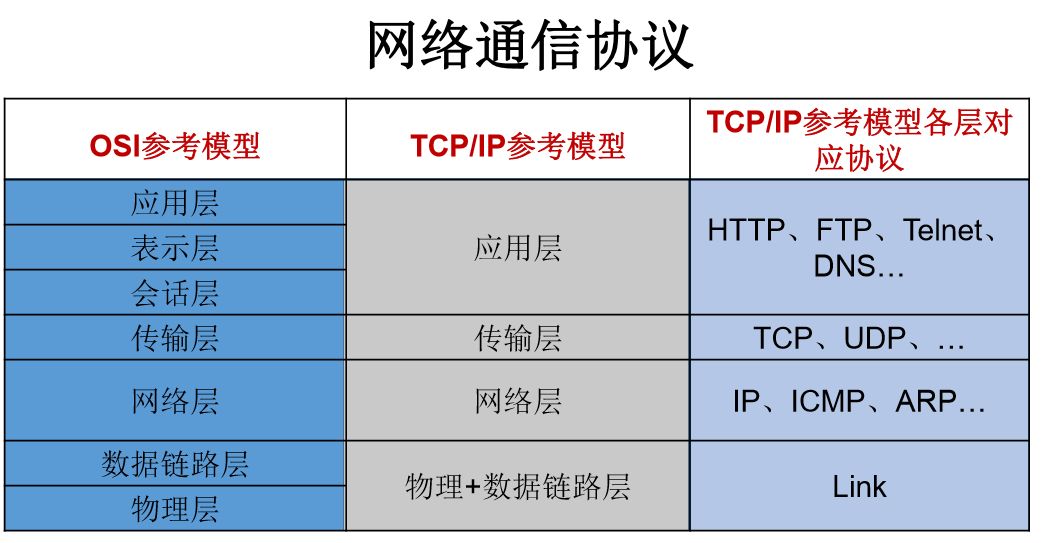 网络通信协议
OSI参考模型
TCP/IP参考模型
TCP/IP参考模型各层对
应协议
应用层
表示层
会话层
应用层
HTTP、FTP、Telnet、
DNS…
传输层
传输层
TCP、UDP、…
网络层
网络层
IP、ICMP、ARP…
数据链路层
物理层
物理+数据链路层
Link